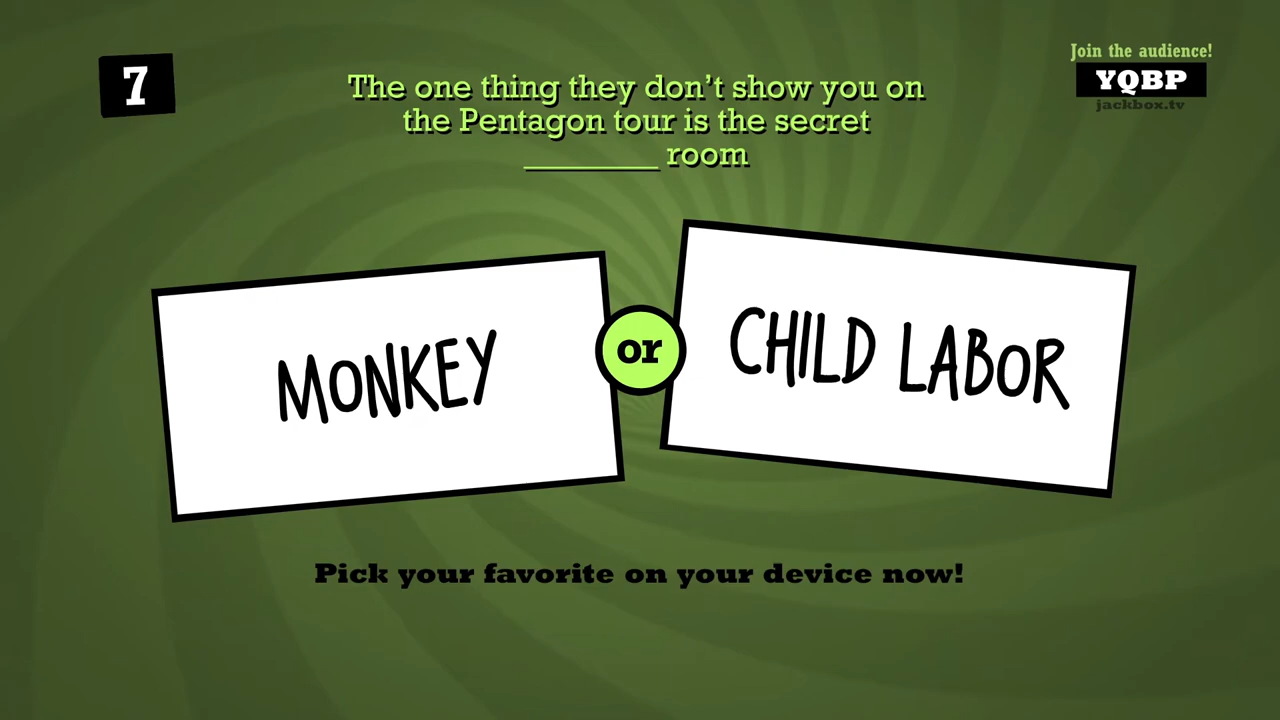 7
The one thing they don't show you on
the Pentagon tour is the secret
________ room
Join the audience!
YQBP
jackbox.tv
MONKEY
or
CHILD LABOR
Pick your favorite on your device now!